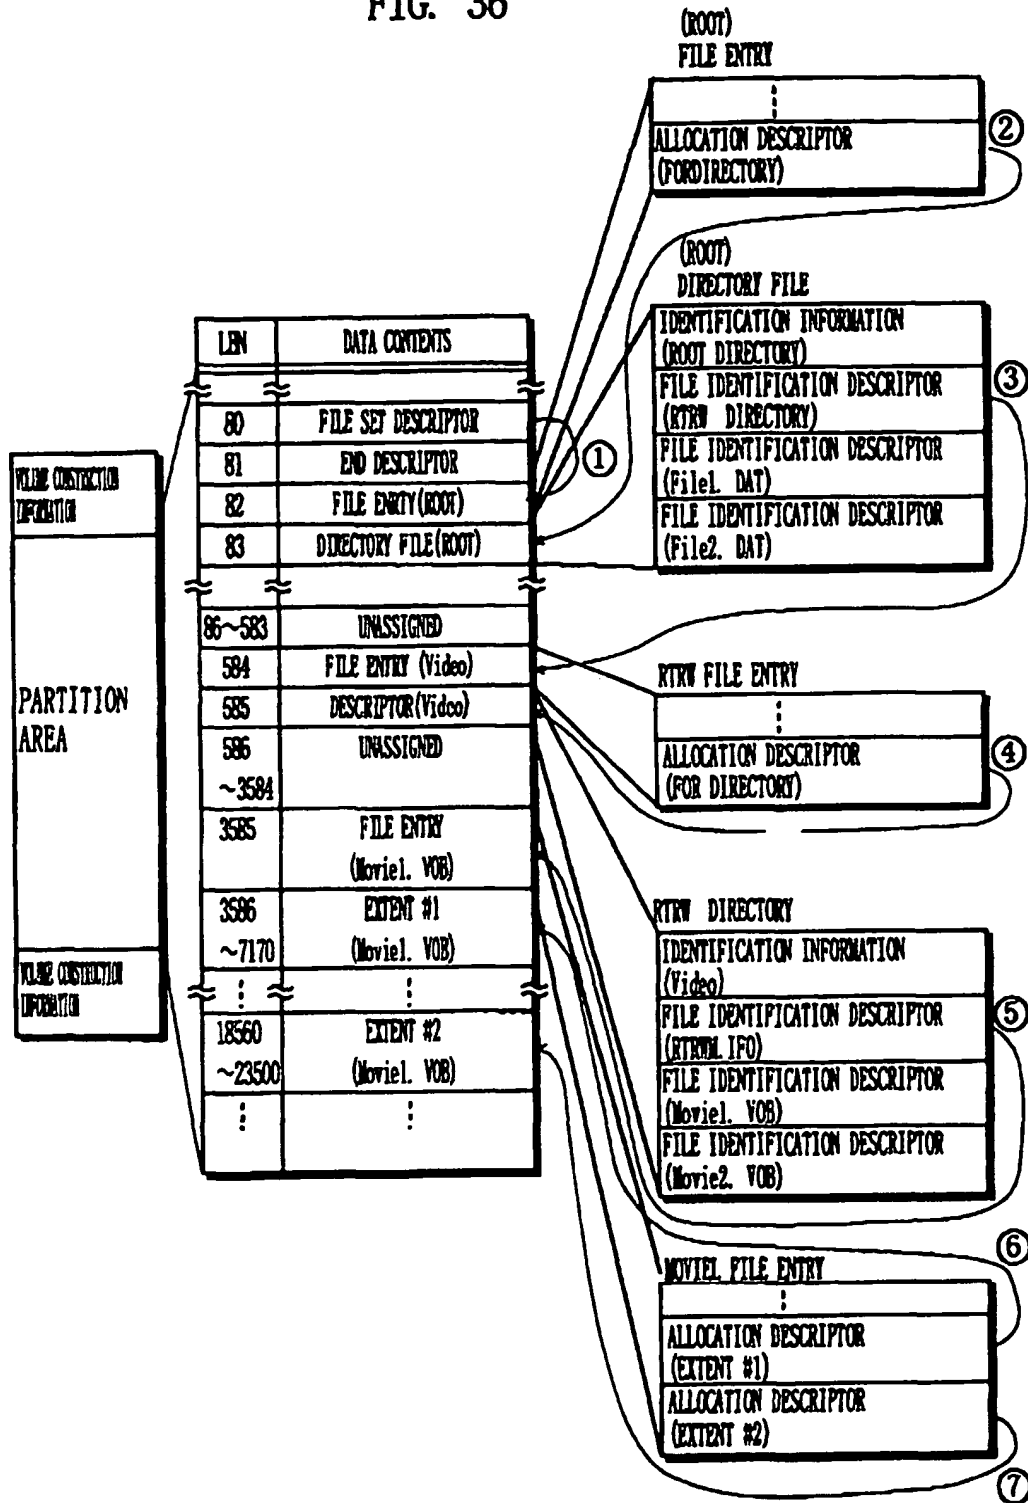 FIG. 36
(ROOT)
FILE ENTRY
ALLOCATION DESCRIPTOR
(FORDIRECTORY)
②
(ROOT)
DIRECTORY FILE
IDENTIFICATION INFORMATION
(ROOT DIRECTORY)
FILE IDENTIFICATION DESCRIPTOR
(RTRW DIRECTORY)
③
FILE IDENTIFICATION DESCRIPTOR
(File1. DAT)
FILE IDENTIFICATION DESCRIPTOR
(File2. DAT)
VOLUME CONSTRUCTION
INFORMATION
PARTITION
AREA
VOLUME CONSTRUCTION
INFORMATION
LBN DATA CONTENTS
80 FILE SET DESCRIPTOR
①
81 END DESCRIPTOR
82 FILE ENRTY(ROOT)
83 DIRECTORY FILE(ROOT)
86~583 UNASSIGNED
584 FILE ENTRY (Video)
585 DESCRIPTOR(Video)
586 UNASSIGNED
~3584
3585 FILE ENTRY
(Movie1. VOB)
3586 EXTENT #1
~7170 (Movie1. VOB)
18560 EXTENT #2
~23500 (Movie1. VOB)
RTRW FILE ENTRY
ALLOCATION DESCRIPTOR
(FOR DIRECTORY)
④
RTRW DIRECTORY
IDENTIFICATION INFORMATION
(Video)
FILE IDENTIFICATION DESCRIPTOR
(RTRWM.IFO)
⑤
FILE IDENTIFICATION DESCRIPTOR
(Movie1. VOB)
FILE IDENTIFICATION DESCRIPTOR
(Movie2. VOB)
⑥
MOVIE1 FILE ENTRY
ALLOCATION DESCRIPTOR
(EXTENT #1)
ALLOCATION DESCRIPTOR
(EXTENT #2)
⑦